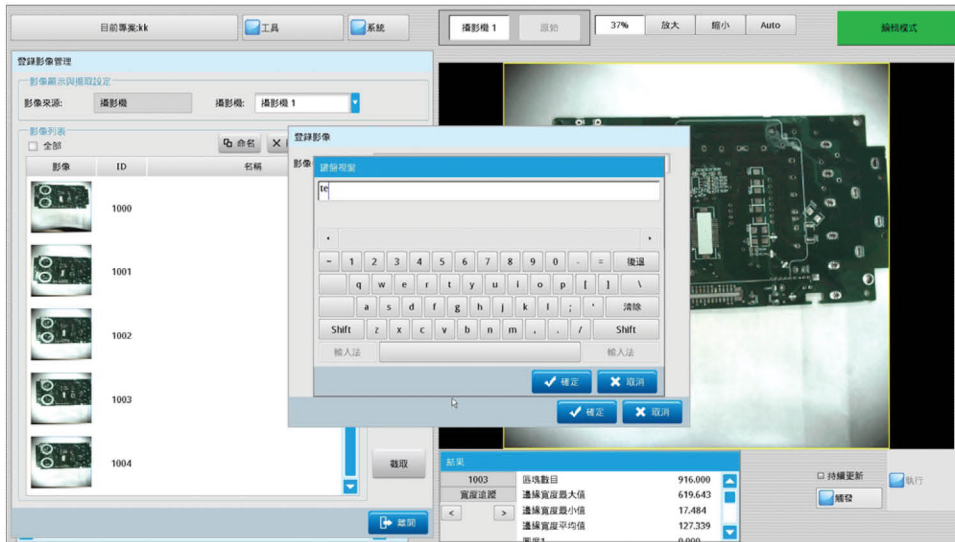 目前專案:kk
工具
系統
攝影機 1
原始
37%
放大
縮小
Auto
編輯模式
登錄影像管理
影像顯示與擷取設定
影像來源:
攝影機
攝影機:
攝影機 1
影像列表
全部
命名
影像
ID
名稱
1000
1001
1002
1003
1004
截取
離開
登錄影像
影像
鍵盤視窗
te
~ 1 2 3 4 5 6 7 8 9 0 - = 後退
q w e r t y u i o p [ ] \
a s d f g h j k l ; ' 清除
Shift z x c v b n m , . / Shift
輸入法
輸入法
確定
取消
確定
取消
結果
1003
寬度追蹤
<
>
區塊數目 916.000
邊緣寬度最大值 619.643
邊緣寬度最小值 17.484
邊緣寬度平均值 127.339
持續更新
觸發
執行